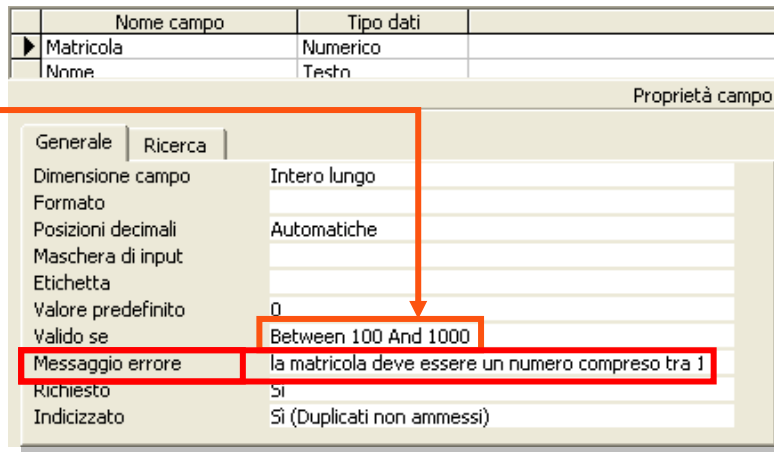 Nome campo Tipo dati
Matricola Numerico
Nome Testo
Proprietà campo
Generale Ricerca
Dimensione campo Intero lungo
Formato
Posizioni decimali Automatiche
Maschera di input
Etichetta
Valore predefinito 0
Valido se Between 100 And 1000
Messaggio errore la matricola deve essere un numero compreso tra 1
Richiesto Sì
Indicizzato Sì (Duplicati non ammessi)